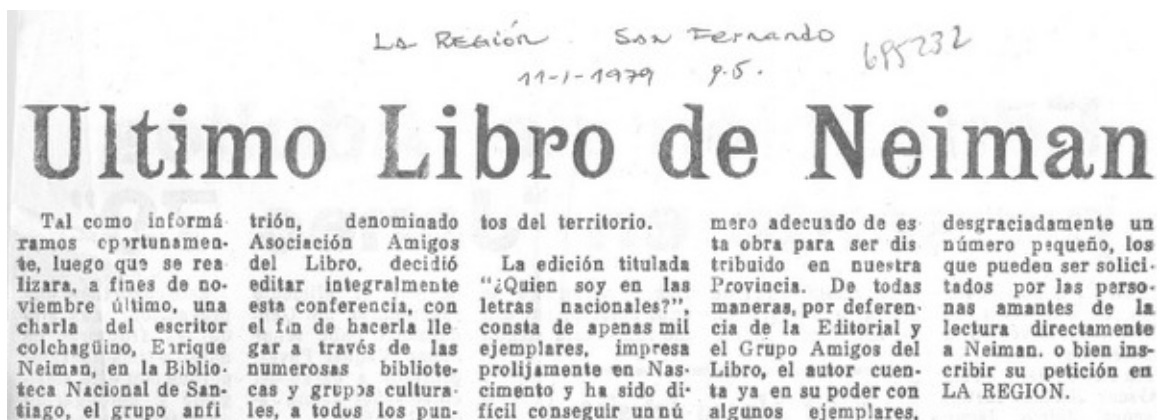 LA REGIÓN San Fernando
695232
11-1-1979 p.5.
Ultimo Libro de Neiman
Tal como informá-
ramos oportunamen-
te, luego que se rea-
lizara, a fines de no-
viembre último, una
charla del escritor
colchagüino, Enrique
Neiman, en la Biblio-
teca Nacional de San-
tiago, el grupo anfi
trión, denominado
Asociación Amigos
del Libro, decidió
editar integralmente
esta conferencia, con
el fin de hacerla lle-
gar a través de las
numerosas bibliote-
cas y grupos cultura-
les, a todos los pun-
tos del territorio.
La edición titulada
"¿Quien soy en las
letras nacionales?",
consta de apenas mil
ejemplares, impresa
prolijamente en Nas-
cimento y ha sido di-
fícil conseguir un nú
mero adecuado de es
ta obra para ser dis
tribuido en nuestra
Provincia. De todas
maneras, por deferen-
cia de la Editorial y
el Grupo Amigos del
Libro, el autor cuen-
ta ya en su poder con
algunos ejemplares,
desgraciadamente un
número pequeño, los
que pueden ser solici-
tados por las perso-
nas amantes de la
lectura directamente
a Neiman. o bien ins-
cribir su petición en
LA REGION.